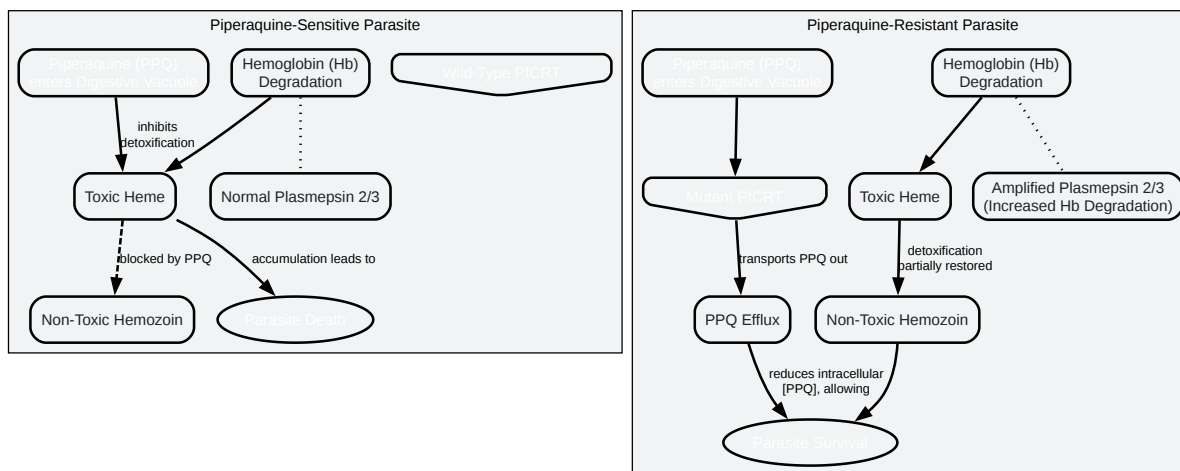 Piperaquine-Sensitive Parasite
Piperaquine (PPQ)
enters Digestive Vacuole
Hemoglobin (Hb)
Degradation
Wild-Type PfCRT
inhibits
detoxification
Toxic Heme
Normal Plasmepsin 2/3
blocked by PPQ
accumulation leads to
Non-Toxic Hemozoin
Parasite Death
Piperaquine-Resistant Parasite
Piperaquine (PPQ)
enters Digestive Vacuole
Hemoglobin (Hb)
Degradation
Mutant PfCRT
Toxic Heme
Amplified Plasmepsin 2/3
(Increased Hb Degradation)
transports PPQ out
detoxification
partially restored
PPQ Efflux
Non-Toxic Hemozoin
reduces intracellular
[PPQ], allowing
Parasite Survival